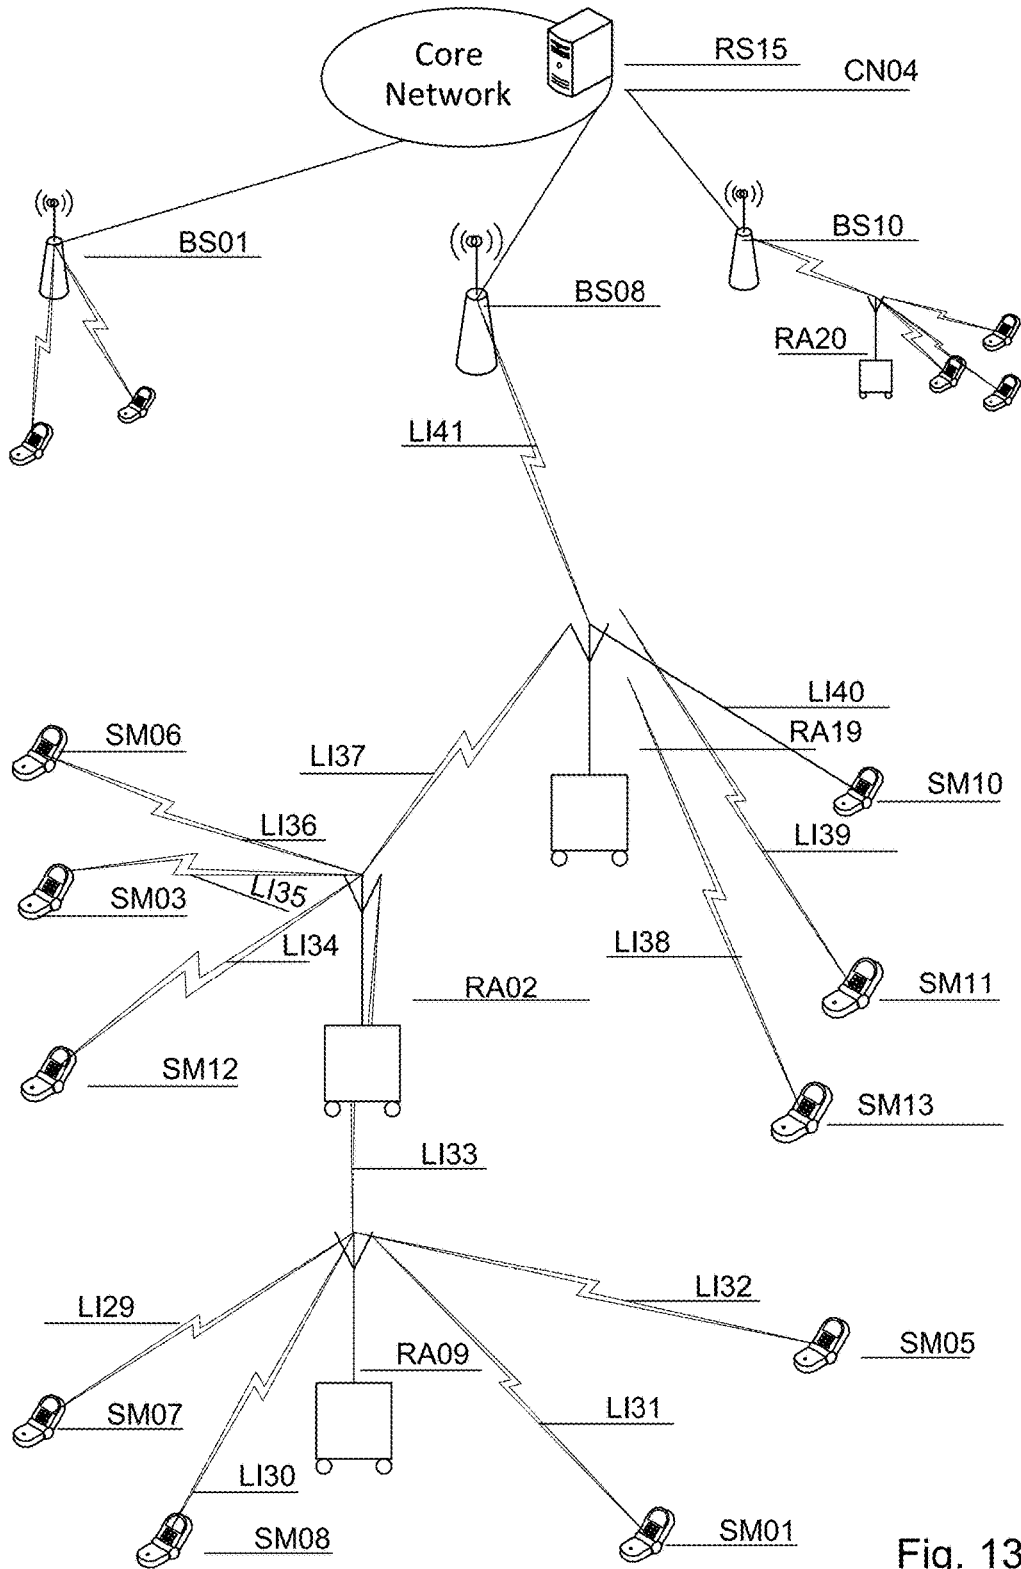 Core
Network
RS15
CN04
BS01
BS08
BS10
RA20
LI41
LI40
RA19
SM06
LI37
SM10
LI36
LI39
SM03
LI35
LI34
LI38
RA02
SM11
SM12
SM13
LI33
LI32
LI29
RA09
SM05
SM07
LI31
LI30
SM08
SM01
Fig. 13